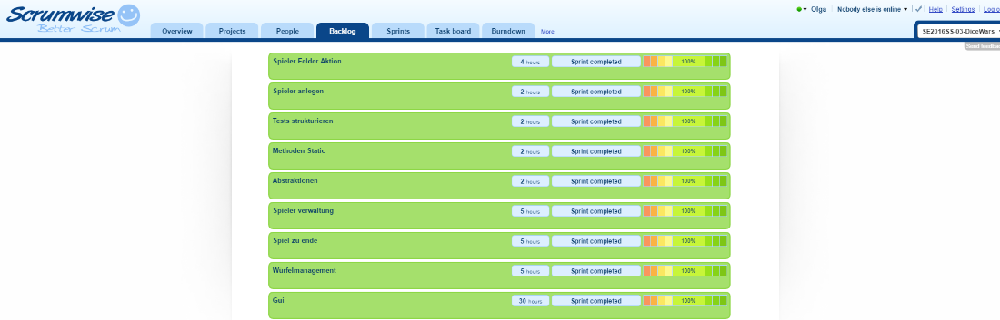 Scrumwise
Better Scrum
Olga Nobody else is online Help Settings Log o
Overview Projects People Backlog Sprints Task board Burndown More
SE2016SS-03-DiceWars
Send feedba
Spieler Felder Aktion 4 hours Sprint completed 100%
Spieler anlegen 2 hours Sprint completed 100%
Tests strukturieren 2 hours Sprint completed 100%
Methoden Static 2 hours Sprint completed 100%
Abstraktionen 2 hours Sprint completed 100%
Spieler verwaltung 5 hours Sprint completed 100%
Spiel zu ende 5 hours Sprint completed 100%
Würfelmanagement 5 hours Sprint completed 100%
Gui 30 hours Sprint completed 100%